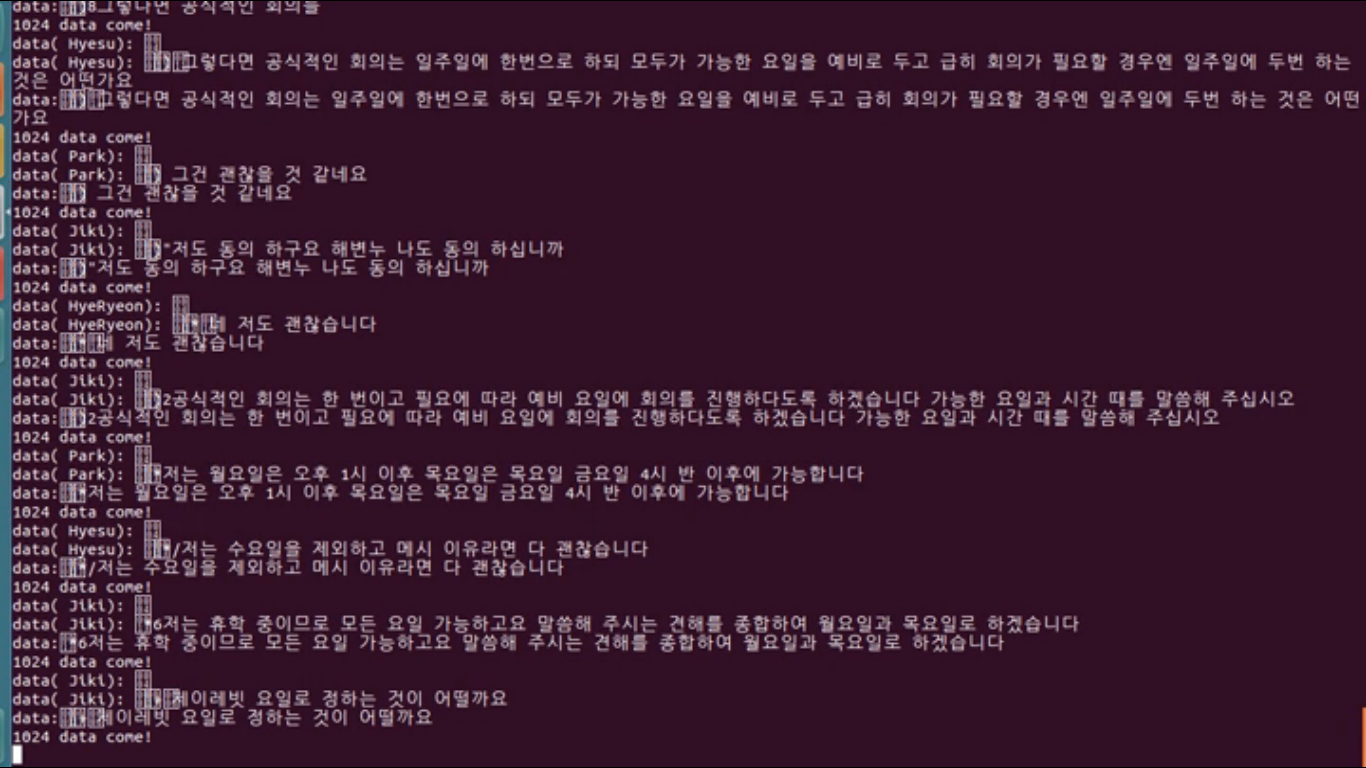 data:8그렇다면 공식적인 회의를
1024 data come!
data( Hyesu):
data( Hyesu): 그렇다면 공식적인 회의는 일주일에 한번으로 하되 모두가 가능한 요일을 예비로 두고 급히 회의가 필요할 경우엔 일주일에 두번 하는
것은 어떤가요
data: 그렇다면 공식적인 회의는 일주일에 한번으로 하되 모두가 가능한 요일을 예비로 두고 급히 회의가 필요할 경우엔 일주일에 두번 하는 것은 어떤
가요
1024 data come!
data( Park):
data( Park): 그건 괜찮을 것 같네요
data: 그건 괜찮을 것 같네요
1024 data come!
data( Jiki):
data( Jiki): "저도 동의 하구요 해변누 나도 동의 하십니까
data:"저도 동의 하구요 해변누 나도 동의 하십니까
1024 data come!
data( HyeRyeon):
data( HyeRyeon): 네 저도 괜찮습니다
data: 네 저도 괜찮습니다
1024 data come!
data( Jiki):
data( Jiki): 2공식적인 회의는 한 번이고 필요에 따라 예비 요일에 회의를 진행하다도록 하겠습니다 가능한 요일과 시간 때를 말씀해 주십시오
data:2공식적인 회의는 한 번이고 필요에 따라 예비 요일에 회의를 진행하다도록 하겠습니다 가능한 요일과 시간 때를 말씀해 주십시오
1024 data come!
data( Park):
data( Park): 저는 월요일은 오후 1시 이후 목요일은 목요일 금요일 4시 반 이후에 가능합니다
data:저는 월요일은 오후 1시 이후 목요일은 목요일 금요일 4시 반 이후에 가능합니다
1024 data come!
data( Hyesu):
data( Hyesu): /저는 수요일을 제외하고 메시 이유라면 다 괜찮습니다
data:/저는 수요일을 제외하고 메시 이유라면 다 괜찮습니다
1024 data come!
data( Jiki):
data( Jiki): 6저는 휴학 중이므로 모든 요일 가능하고요 말씀해 주시는 견해를 종합하여 월요일과 목요일로 하겠습니다
data:6저는 휴학 중이므로 모든 요일 가능하고요 말씀해 주시는 견해를 종합하여 월요일과 목요일로 하겠습니다
1024 data come!
data( Jiki):
data( Jiki): 제이레빗 요일로 정하는 것이 어떨까요
data: 제이레빗 요일로 정하는 것이 어떨까요
1024 data come!